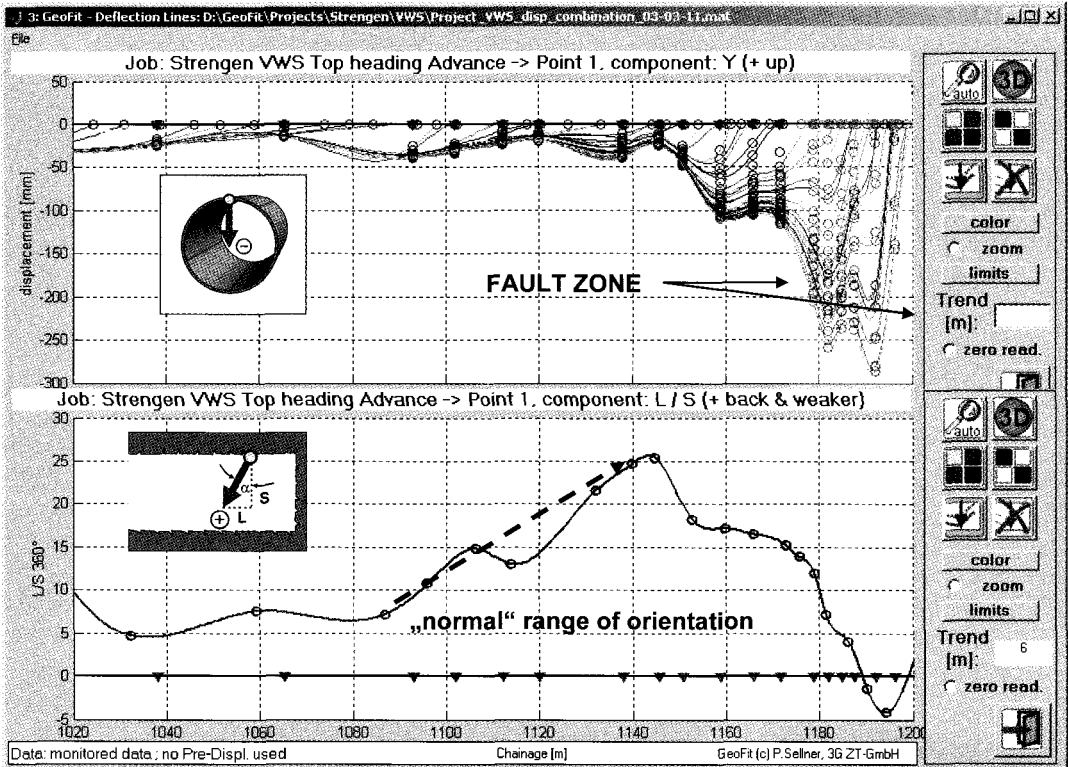 3: GeoFit - Deflection Lines: D:\GeoFit\Projects\Strengen\VWS\Project_VWS_disp_combination_03-03-11.mat
File
Job: Strengen VWS Top heading Advance -> Point 1, component: Y (+ up)
50
0
-50
-100
-150
-200
-250
-300
displacement [mm]
FAULT ZONE
auto
3D
color
zoom
limits
Trend
[m]:
zero read.
Job: Strengen VWS Top heading Advance -> Point 1, component: L / S (+ back & weaker)
30
25
20
15
10
5
0
-5
L/S 360°
α
S
L
„normal“ range of orientation
auto
3D
color
zoom
limits
Trend
[m]: 6
zero read.
1020 1040 1060 1080 1100 1120 1140 1160 1180 1200
Data: monitored data ; no Pre-Displ. used
Chainage [m]
GeoFit (c) P.Sellner, 3G ZT-GmbH